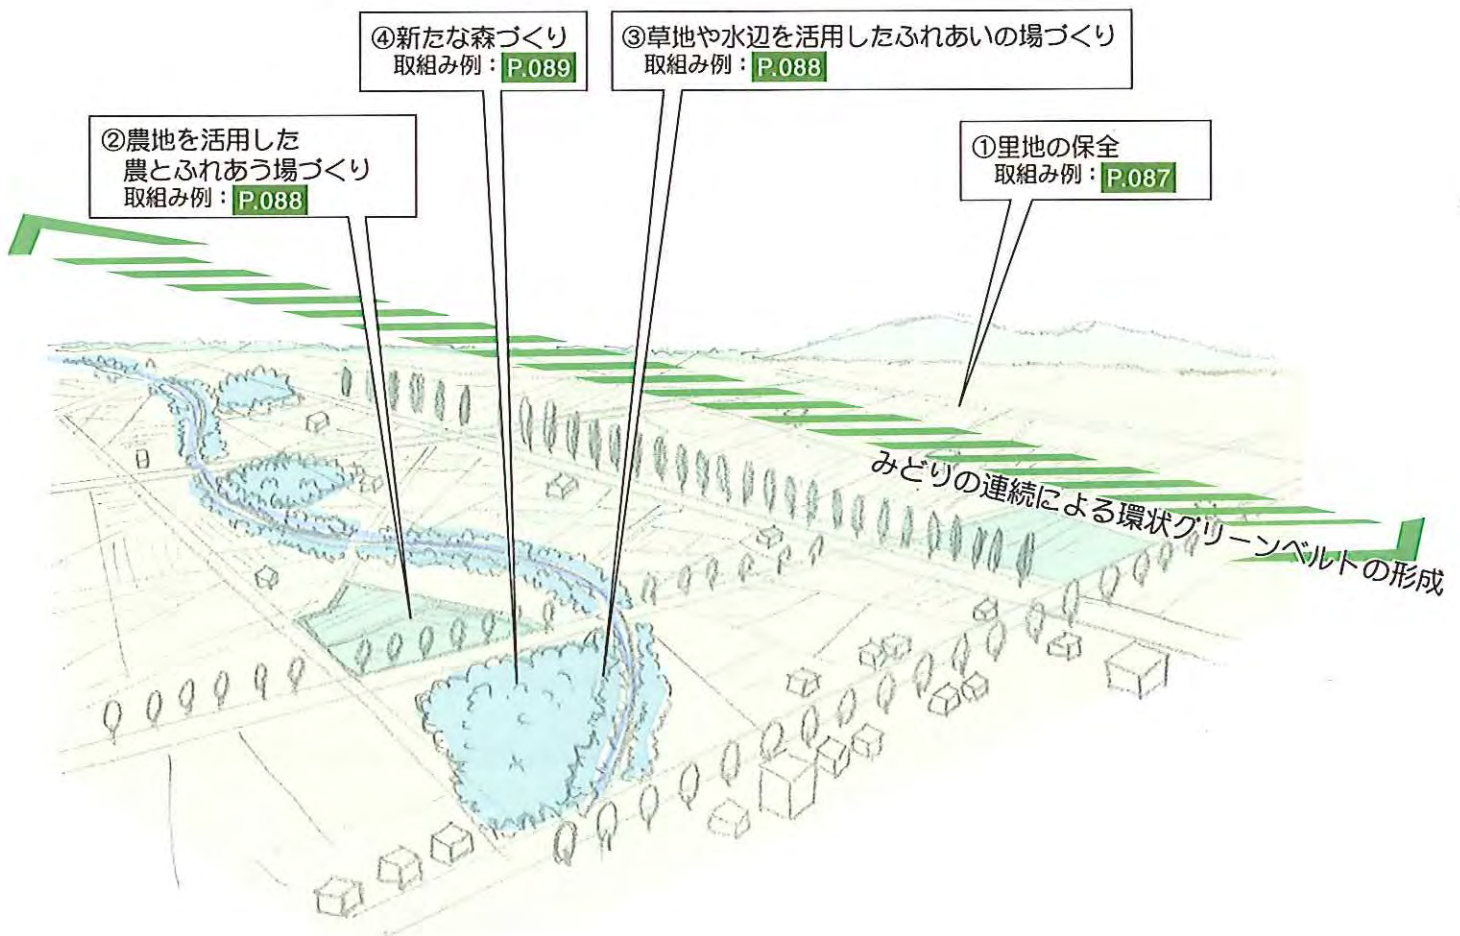 ④新たな森づくり
取組み例：P.089
③草地や水辺を活用したふれあいの場づくり
取組み例：P.088
②農地を活用した
農とふれあう場づくり
取組み例：P.088
①里地の保全
取組み例：P.087
みどりの連続による環状グリーンベルトの形成